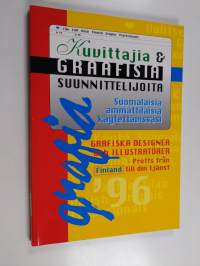 Kuvittajia &
GRAAFISIA
SUUNNITTELIJOITA
Suomalaisia
ammattilaisia
käytettävissäsi
grafia
GRAFISKA DESIGNER
& ILLUSTRATÖRER
Proffs från
Finland till din tjänst
'96